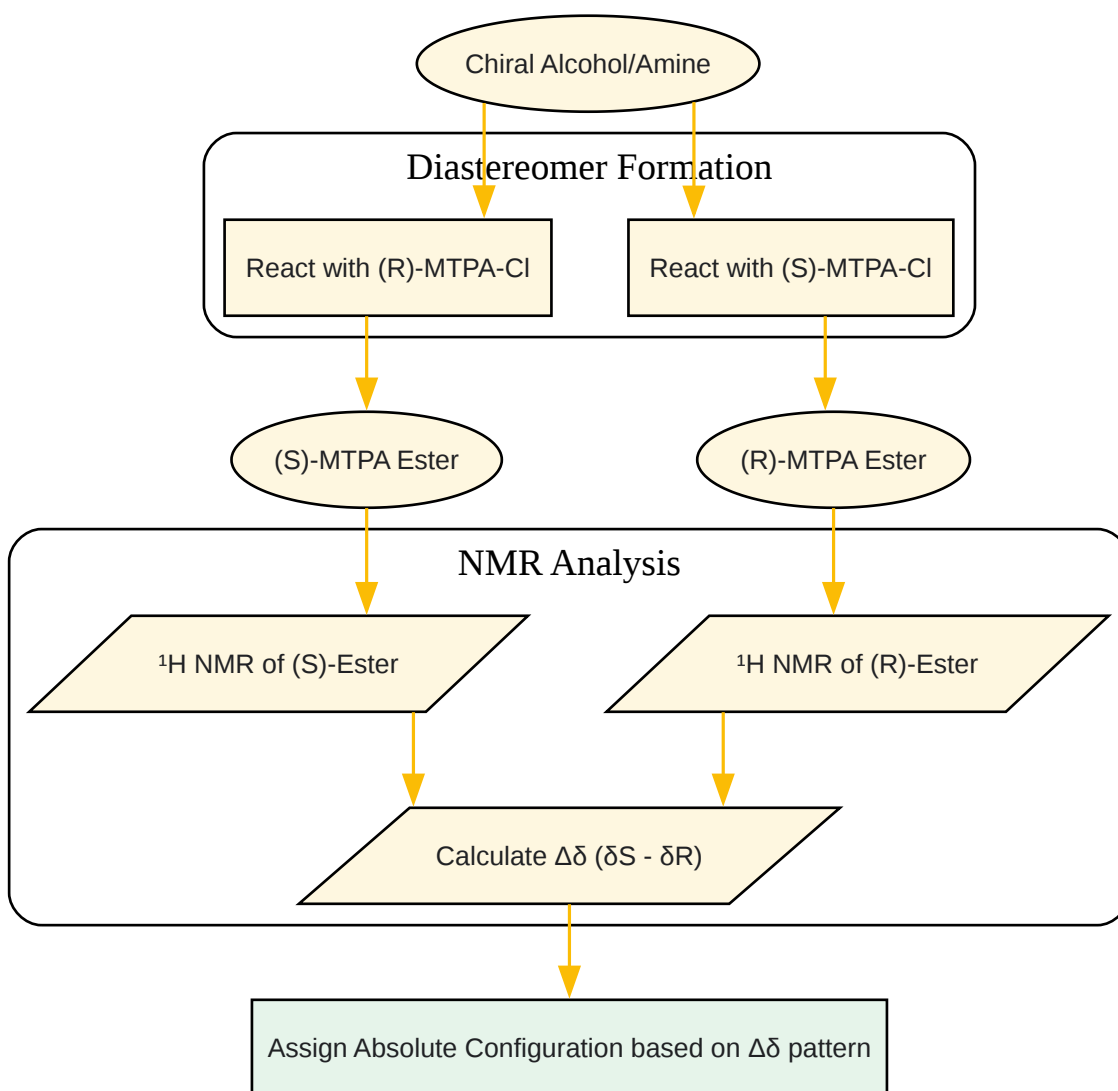 Chiral Alcohol/Amine
Diastereomer Formation
React with (R)-MTPA-Cl
React with (S)-MTPA-Cl
(S)-MTPA Ester
(R)-MTPA Ester
NMR Analysis
¹H NMR of (S)-Ester
¹H NMR of (R)-Ester
Calculate Δδ (δS - δR)
Assign Absolute Configuration based on Δδ pattern